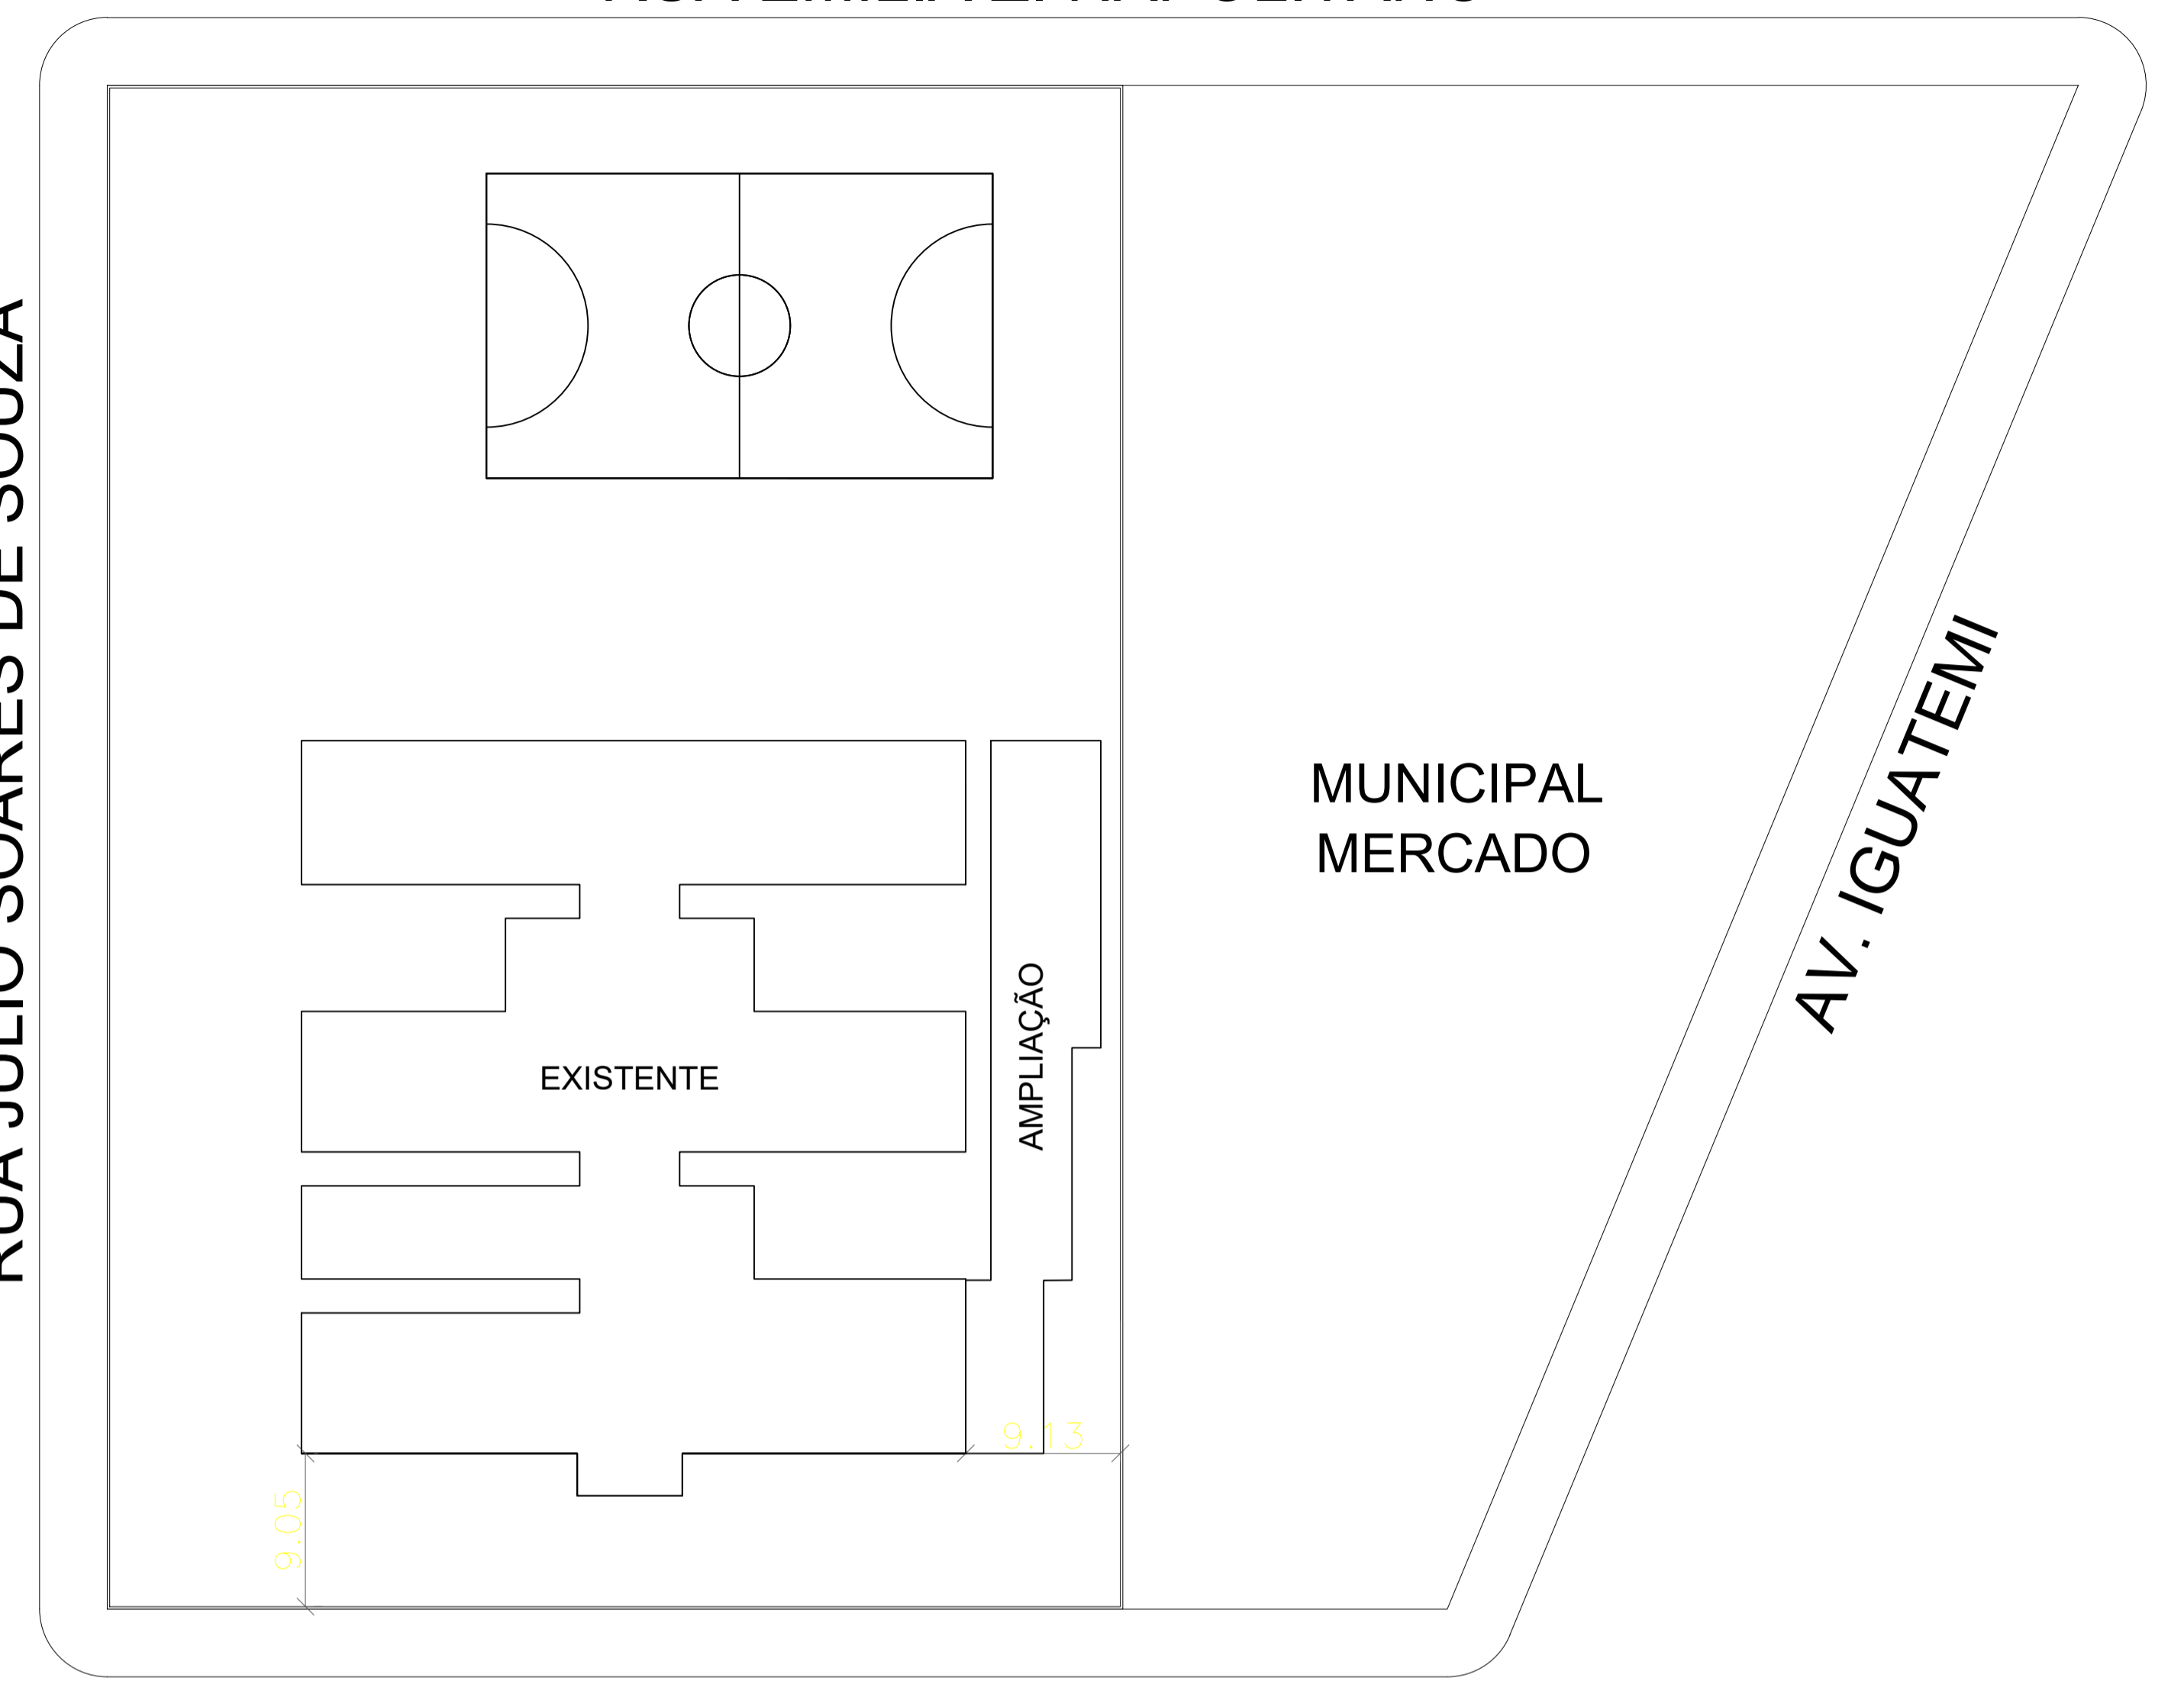 RUA JULIO SOARES DE SOUZA
MUNICIPAL
MERCADO
AV. IGUATEMI
AMPLIAÇÃO
EXISTENTE
9.13
9.05